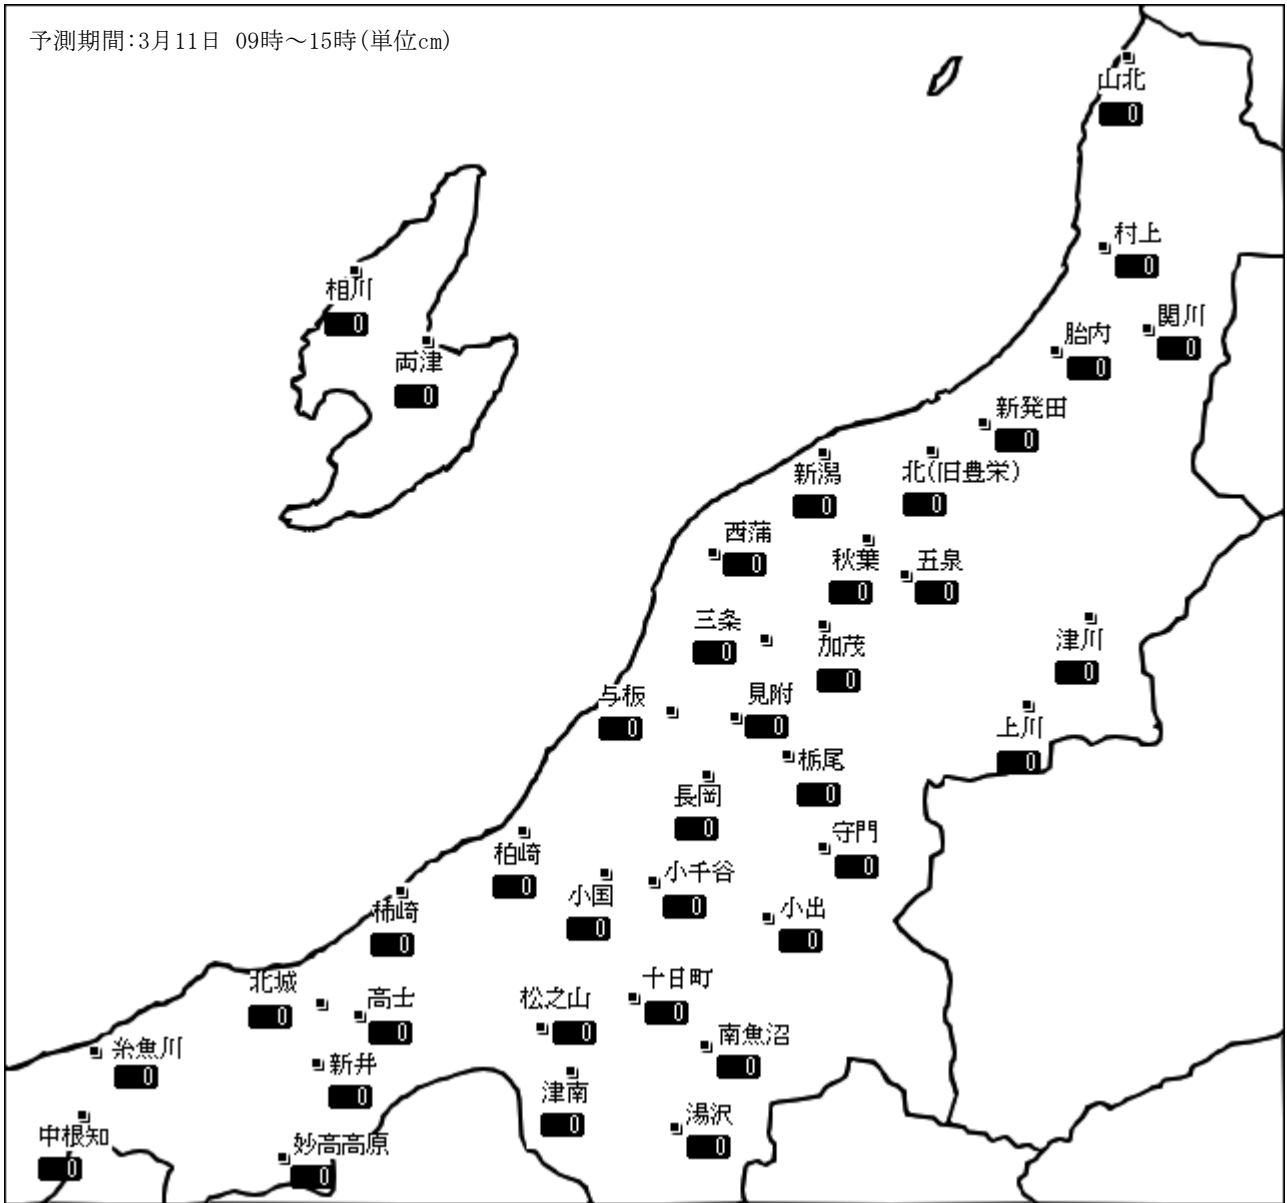 予測期間:3月11日 09時～15時(単位cm)
山北
0
村上
0
相川
0
関川
0
胎内
0
両津
0
新発田
0
新潟
0
北(旧豊栄)
0
西蒲
0
秋葉
0
五泉
0
三条
0
加茂
0
津川
0
与板
0
見附
0
上川
0
栃尾
0
長岡
0
守門
0
柏崎
0
小国
0
小千谷
0
小出
0
柿崎
0
北城
0
高士
0
松之山
0
十日町
0
南魚沼
0
糸魚川
0
新井
0
津南
0
湯沢
0
中根知
0
妙高高原
0